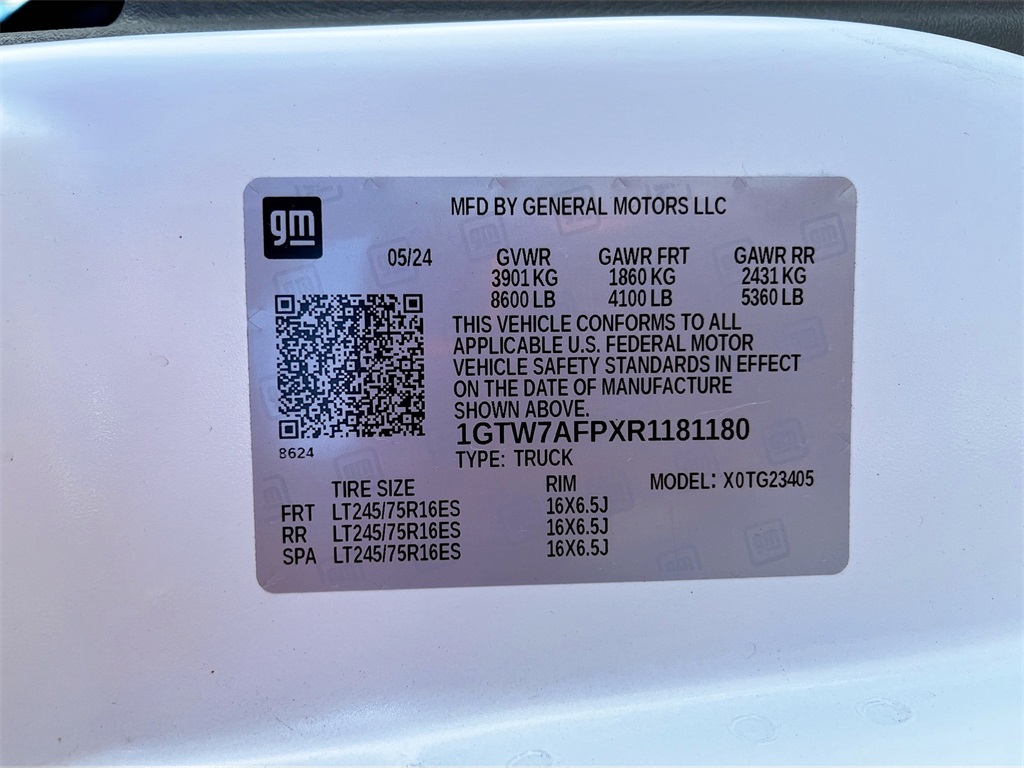 gm
MFD BY GENERAL MOTORS LLC
05/24 GVWR GAWR FRT GAWR RR
3901 KG 1860 KG 2431 KG
8600 LB 4100 LB 5360 LB
THIS VEHICLE CONFORMS TO ALL
APPLICABLE U.S. FEDERAL MOTOR
VEHICLE SAFETY STANDARDS IN EFFECT
ON THE DATE OF MANUFACTURE
SHOWN ABOVE.
1GTW7AFPXR1181180
8624
TYPE: TRUCK
TIRE SIZE RIM MODEL: X0TG23405
FRT LT245/75R16ES 16X6.5J
RR LT245/75R16ES 16X6.5J
SPA LT245/75R16ES 16X6.5J